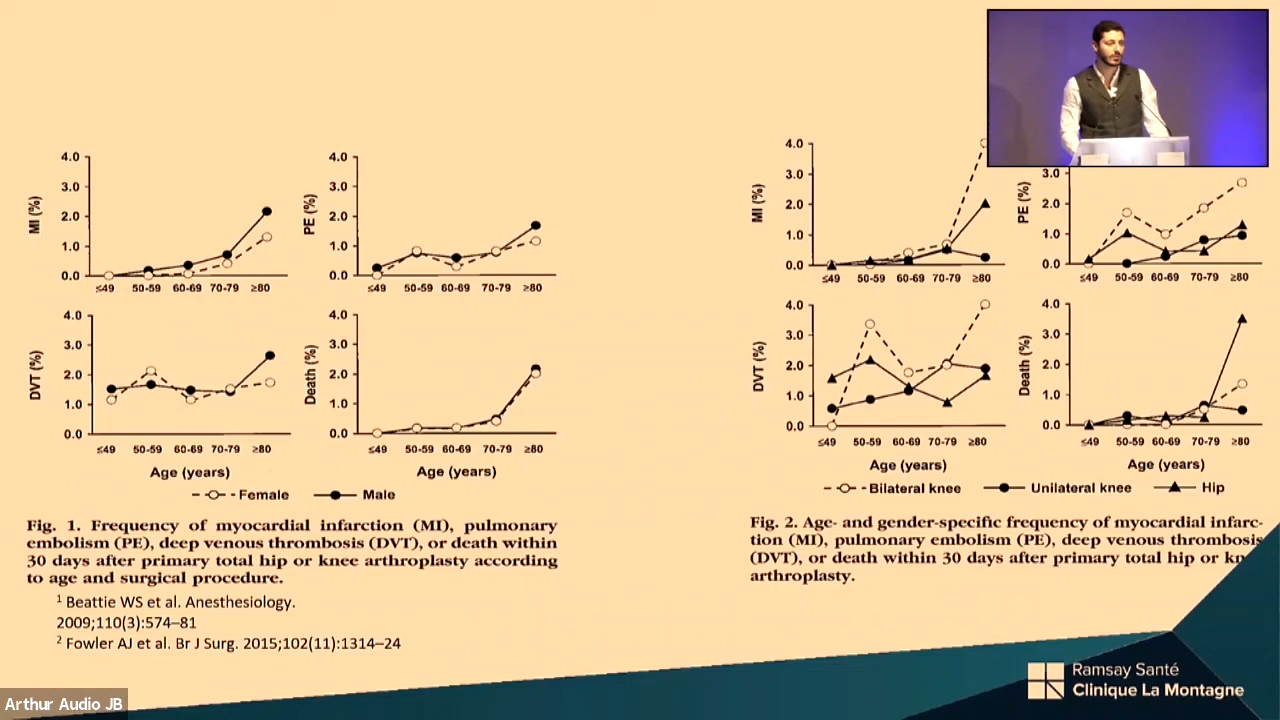 4.0
3.0
2.0
1.0
0.0
MI (%)
≤49 50-59 60-69 70-79 ≥80
4.0
3.0
2.0
1.0
0.0
PE (%)
≤49 50-59 60-69 70-79 ≥80
4.0
3.0
2.0
1.0
0.0
DVT (%)
≤49 50-59 60-69 70-79 ≥80
Age (years)
4.0
3.0
2.0
1.0
0.0
Death (%)
≤49 50-59 60-69 70-79 ≥80
Age (years)
Female Male
Fig. 1. Frequency of myocardial infarction (MI), pulmonary
embolism (PE), deep venous thrombosis (DVT), or death within
30 days after primary total hip or knee arthroplasty according
to age and surgical procedure.
1 Beattie WS et al. Anesthesiology.
2009;110(3):574–81
2 Fowler AJ et al. Br J Surg. 2015;102(11):1314–24
4.0
3.0
2.0
1.0
0.0
MI (%)
≤49 50-59 60-69 70-79 ≥80
3.0
2.0
1.0
0.0
PE (%)
≤49 50-59 60-69 70-79 ≥80
4.0
3.0
2.0
1.0
0.0
DVT (%)
≤49 50-59 60-69 70-79 ≥80
Age (years)
4.0
3.0
2.0
1.0
0.0
Death (%)
≤49 50-59 60-69 70-79 ≥80
Age (years)
Bilateral knee Unilateral knee Hip
Fig. 2. Age- and gender-specific frequency of myocardial infarc-
tion (MI), pulmonary embolism (PE), deep venous thrombosis
(DVT), or death within 30 days after primary total hip or kn
arthroplasty.
Ramsay Santé
Clinique La Montagne
Arthur Audio JB